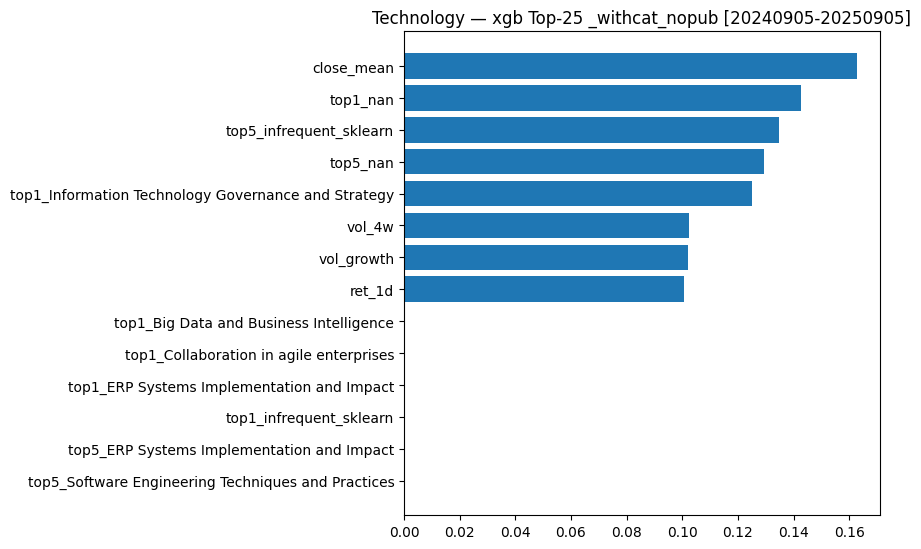 Technology — xgb Top-25 _withcat_nopub [20240905-20250905]
close_mean
top1_nan
top5_infrequent_sklearn
top5_nan
top1_Information Technology Governance and Strategy
vol_4w
vol_growth
ret_1d
top1_Big Data and Business Intelligence
top1_Collaboration in agile enterprises
top1_ERP Systems Implementation and Impact
top1_infrequent_sklearn
top5_ERP Systems Implementation and Impact
top5_Software Engineering Techniques and Practices
0.00 0.02 0.04 0.06 0.08 0.10 0.12 0.14 0.16